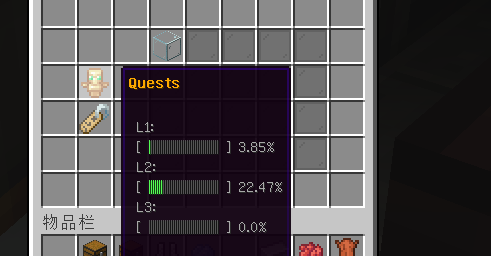 Quests
L1:
[ ] 3.85%
L2:
[ ] 22.47%
L3:
[ ] 0.0%
物品栏